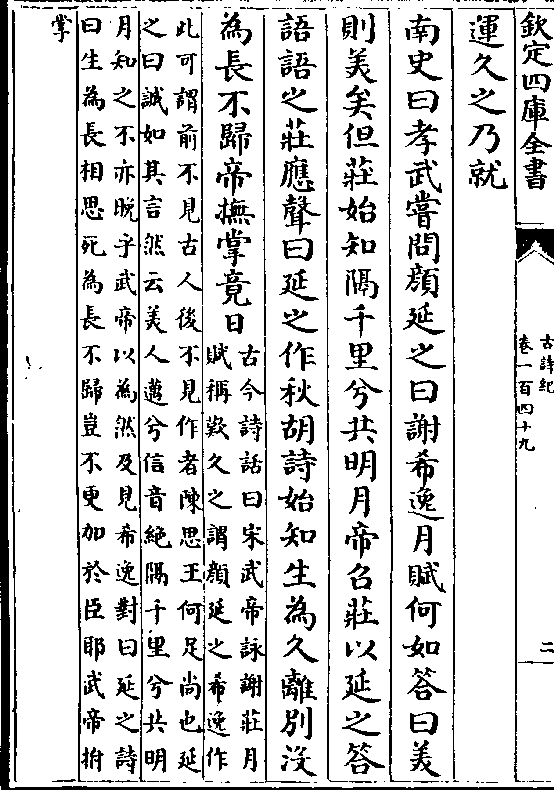 欽定四庫全書
古詩紀
卷一百四十九
二
運久之乃就
南史曰孝武嘗問顔延之曰謝希逸月賦何如答曰美
則美矣但莊始知隔千里兮共明月帝召莊以延之答
語語之莊應聲曰延之作秋胡詩始知生為久離别没
為長不歸帝撫掌竟日
古今詩話曰宋武帝詠謝莊月
賦稱歎久之謂顔延之希逸作
此可謂前不見古人後不見作者陳思王何足尚也延
之曰誠如其言然云美人邁兮信音絶隔千里兮共明
月知之不亦晚乎武帝以為然及見希逸對曰延之詩
曰生為長相思死為長不歸豈不更加於臣耶武帝拊
掌